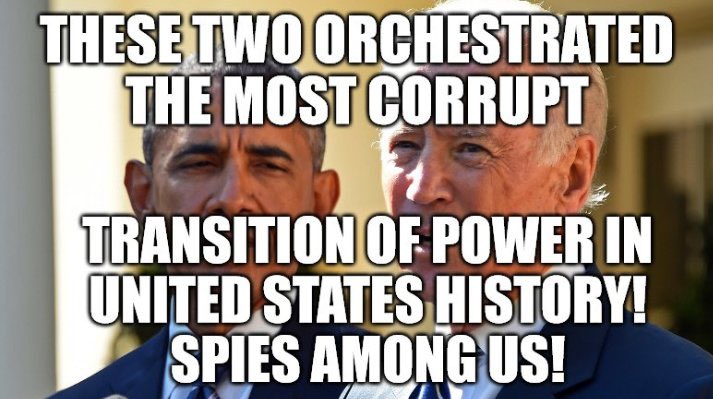 THESE TWO ORCHESTRATED
THE MOST CORRUPT
TRANSITION OF POWER IN
UNITED STATES HISTORY!
SPIES AMONG US!